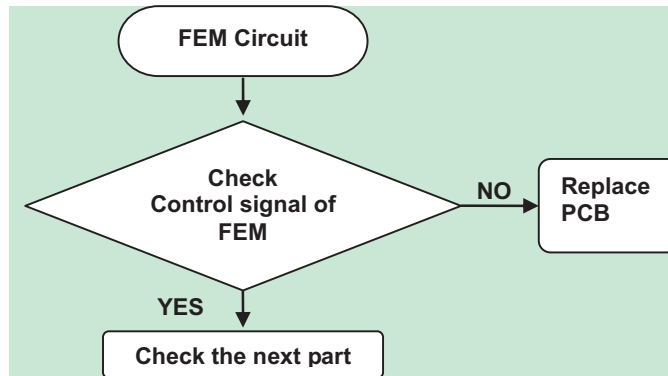 FEM Circuit
Check
Control signal of
FEM
NO
Replace
PCB
YES
Check the next part